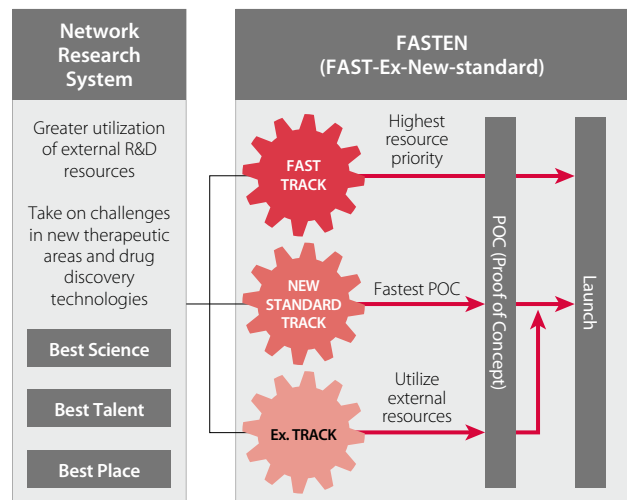 Network
Research
System
Greater utilization
of external R&D
resources
Take on challenges
in new therapeutic
areas and drug
discovery
technologies
Best Science
Best Talent
Best Place
FASTEN
(FAST-Ex-New-standard)
FAST
TRACK
Highest
resource
priority
NEW
STANDARD
TRACK
Fastest POC
Ex. TRACK
Utilize
external
resources
POC (Proof of Concept)
Launch